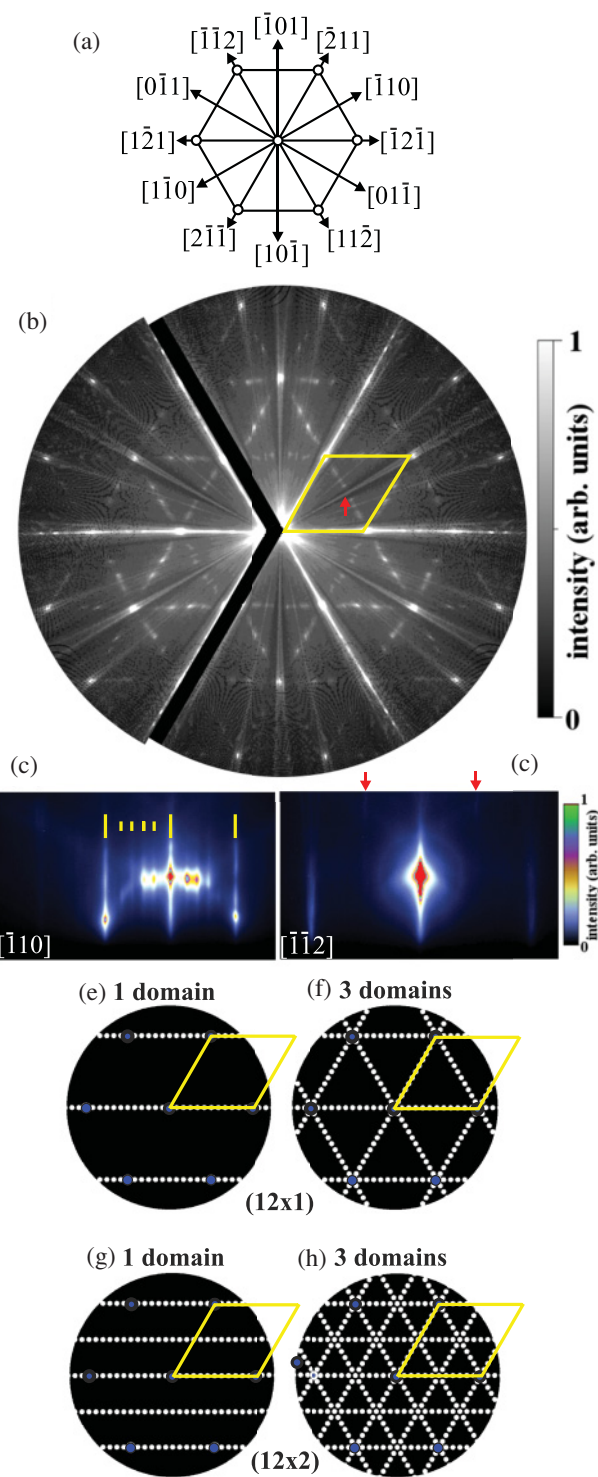 (a)
[1̄01]
[1̄1̄2] [2̄11]
[01̄1] [1̄10]
[12̄1] [1̄21̄]
[11̄0] [011̄]
[21̄1̄] [112̄]
[101̄]
(b)
1
intensity (arb. units)
0
(c) (c)
1
intensity (arb. units)
0
[1̄10] [1̄1̄2]
(e) 1 domain (f) 3 domains
(12x1)
(g) 1 domain (h) 3 domains
(12x2)